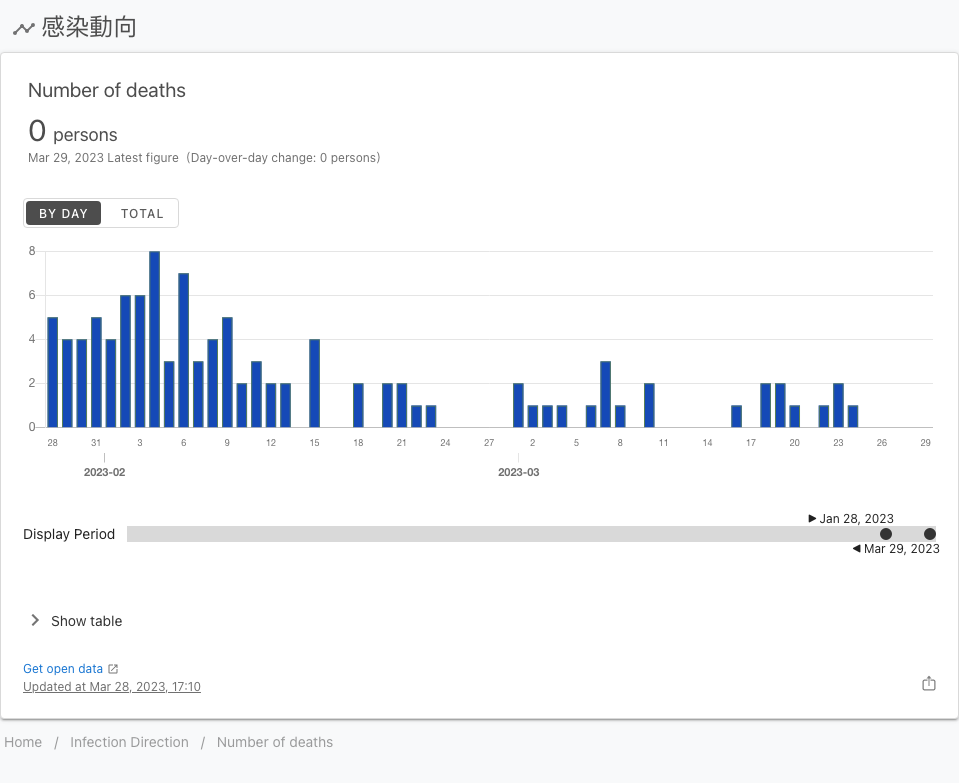 感染動向
Number of deaths
0 persons
Mar 29, 2023 Latest figure (Day-over-day change: 0 persons)
BY DAY TOTAL
8
6
4
2
0
28 31 3 6 9 12 15 18 21 24 27 2 5 8 11 14 17 20 23 26 29
2023-02 2023-03
Jan 28, 2023
Display Period
Mar 29, 2023
Show table
Get open data
Updated at Mar 28, 2023, 17:10
Home / Infection Direction / Number of deaths